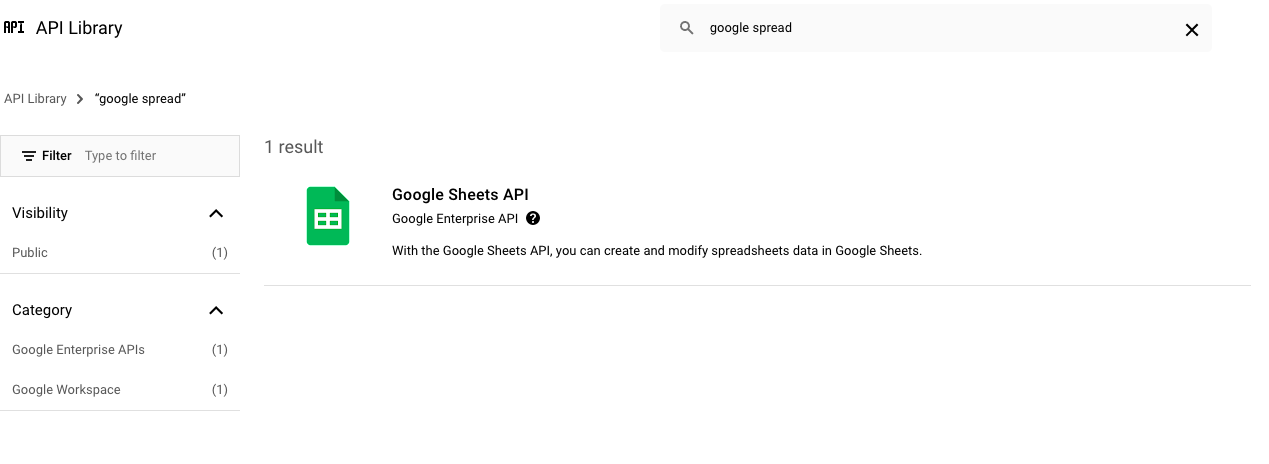 API API Library
google spread
API Library > “google spread”
Filter Type to filter
1 result
Google Sheets API
Google Enterprise API ?
With the Google Sheets API, you can create and modify spreadsheets data in Google Sheets.
Visibility
Public (1)
Category
Google Enterprise APIs (1)
Google Workspace (1)